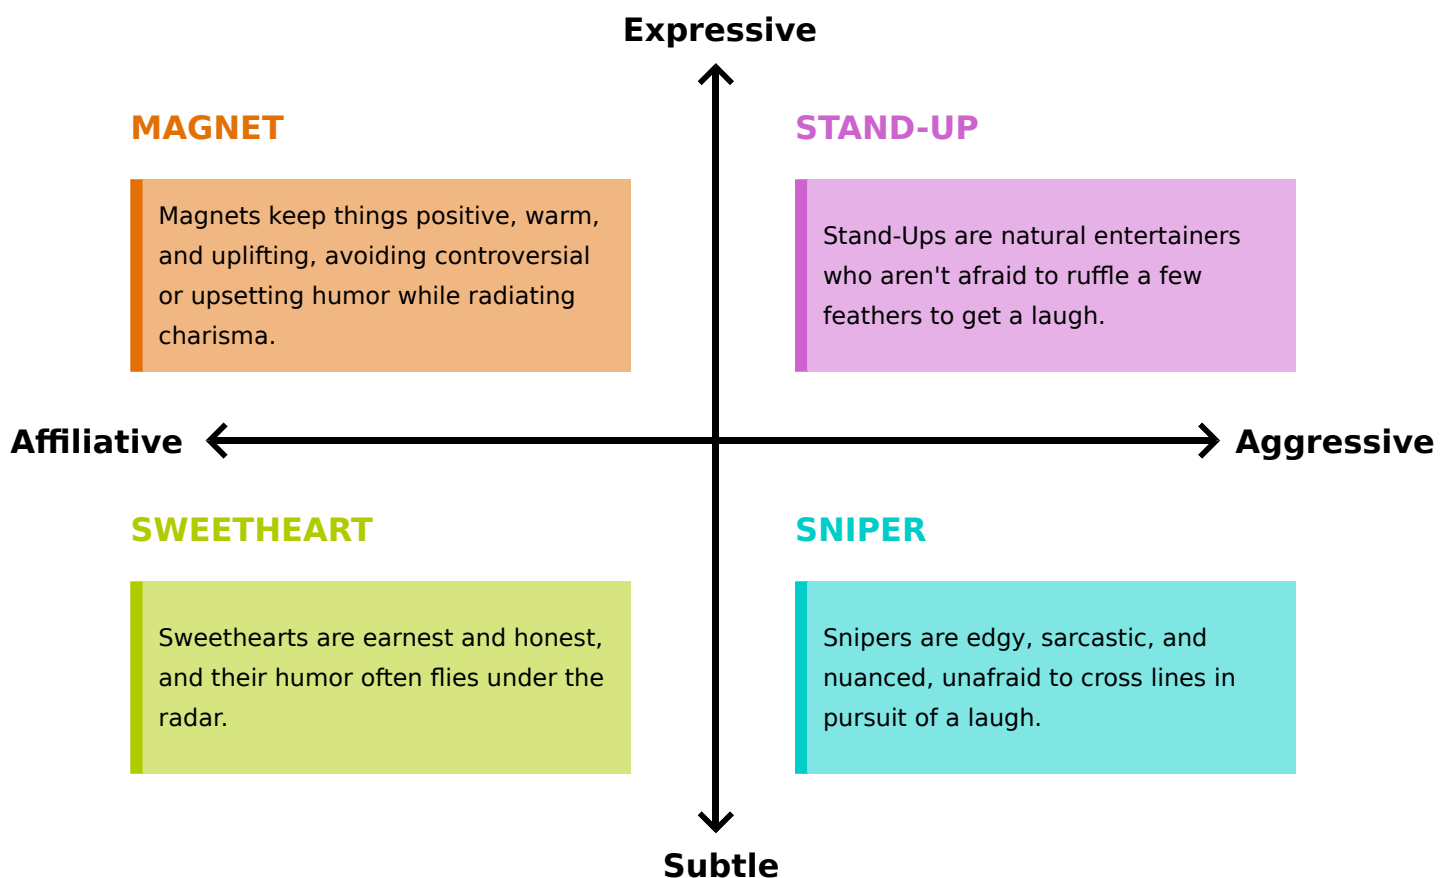 Expressive
MAGNET
Magnets keep things positive, warm,
and uplifting, avoiding controversial
or upsetting humor while radiating
charisma.
STAND-UP
Stand-Ups are natural entertainers
who aren't afraid to ruffle a few
feathers to get a laugh.
Affiliative
Aggressive
SWEETHEART
Sweethearts are earnest and honest,
and their humor often flies under the
radar.
SNIPER
Snipers are edgy, sarcastic, and
nuanced, unafraid to cross lines in
pursuit of a laugh.
Subtle